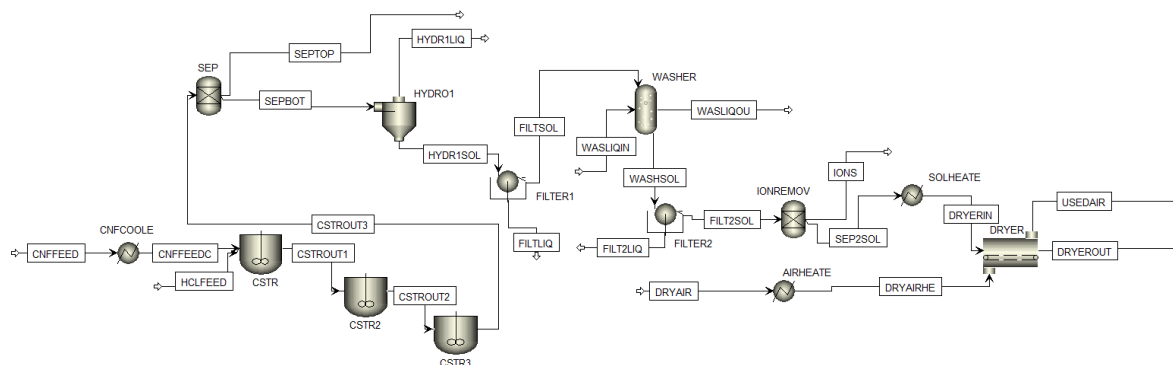 SEPTOP
HYDR1LIQ
SEP
SEPBOT
HYDRO1
WASHER
FILTSOL
WASLIQOU
WASLIQIN
HYDR1SOL
IONS
SOLHEATE
WASHSOL
FILTER1
IONREMOV
USEDAIR
DRYERIN
DRYER
CSTROUT3
FILT2SOL
CNFCOOLE
FILTLIQ
FILT2LIQ
FILTER2
SEP2SOL
DRYEROUT
CNFFEED
CNFFEEDC
CSTROUT1
AIRHEATE
HCLFEED
CSTR
DRYAIR
DRYAIRHE
CSTROUT2
CSTR2
CSTR3